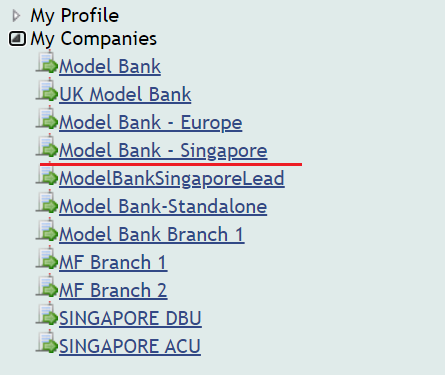 My Profile
My Companies
Model Bank
UK Model Bank
Model Bank - Europe
Model Bank - Singapore
ModelBankSingaporeLead
Model Bank-Standalone
Model Bank Branch 1
MF Branch 1
MF Branch 2
SINGAPORE DBU
SINGAPORE ACU